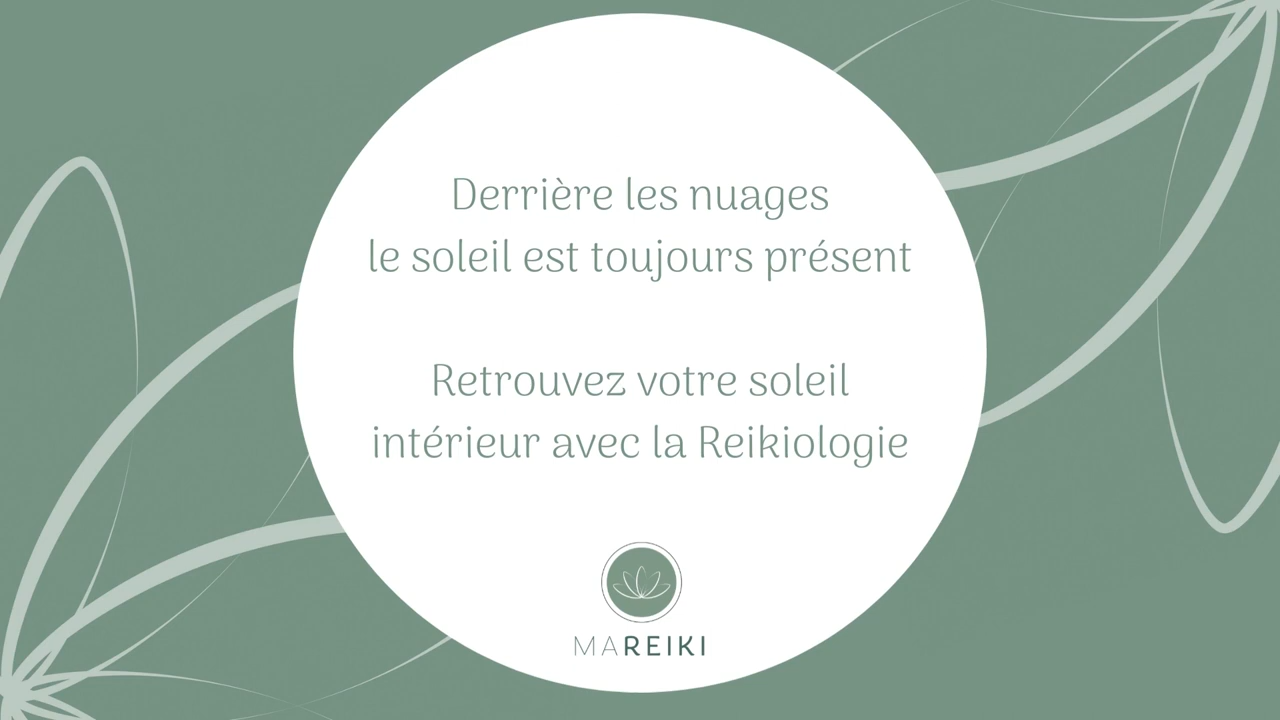 Derrière les nuages
le soleil est toujours présent
Retrouvez votre soleil
intérieur avec la Reikiologie
MAREIKI